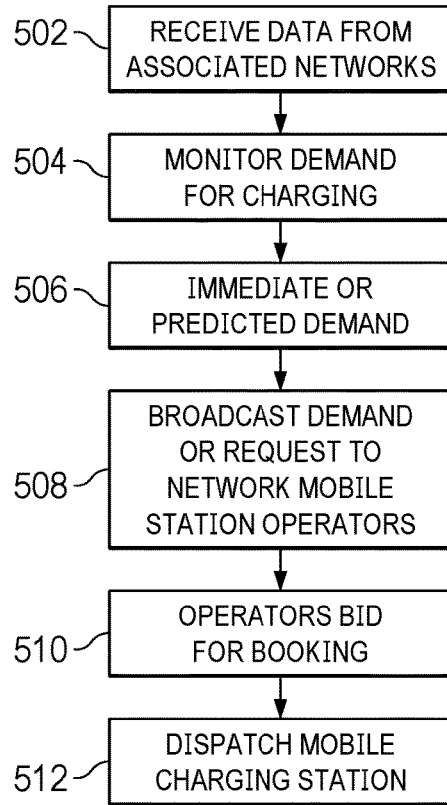 502
RECEIVE DATA FROM
ASSOCIATED NETWORKS
504
MONITOR DEMAND
FOR CHARGING
506
IMMEDIATE OR
PREDICTED DEMAND
508
BROADCAST DEMAND
OR REQUEST TO
NETWORK MOBILE
STATION OPERATORS
510
OPERATORS BID
FOR BOOKING
512
DISPATCH MOBILE
CHARGING STATION